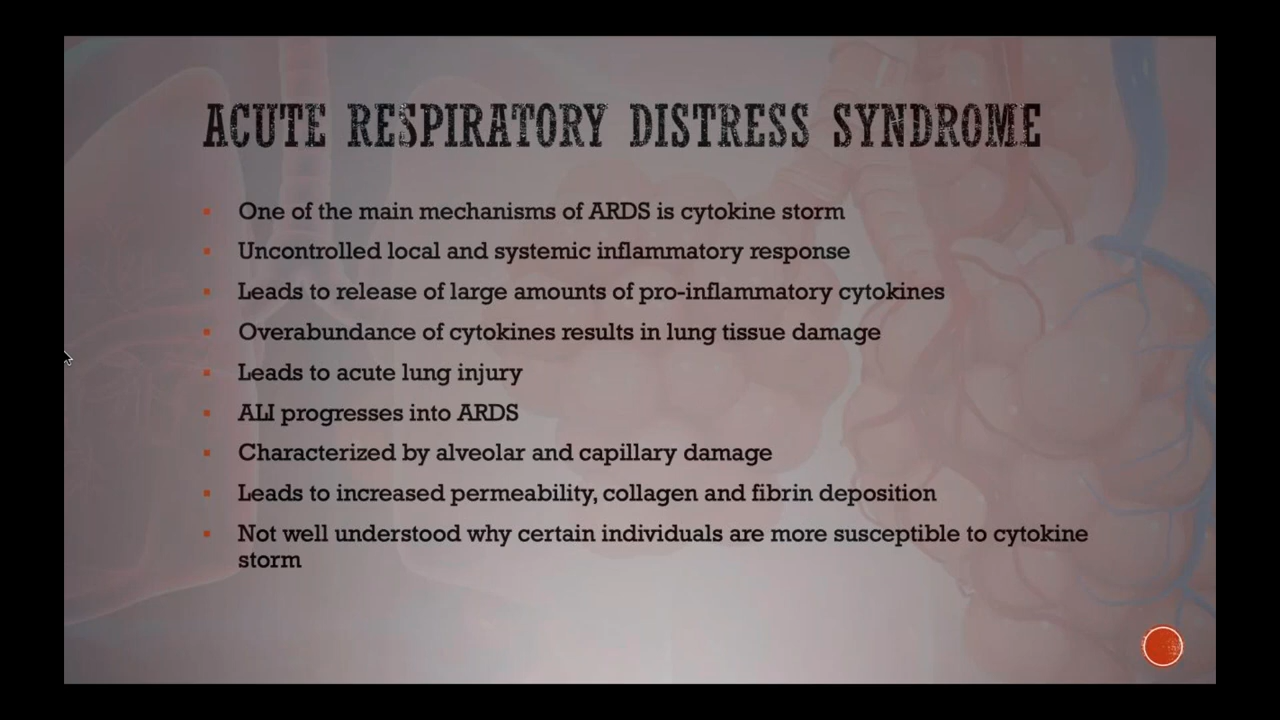 ACUTE RESPIRATORY DISTRESS SYNDROME
One of the main mechanisms of ARDS is cytokine storm
Uncontrolled local and systemic inflammatory response
Leads to release of large amounts of pro-inflammatory cytokines
Overabundance of cytokines results in lung tissue damage
Leads to acute lung injury
ALI progresses into ARDS
Characterized by alveolar and capillary damage
Leads to increased permeability, collagen and fibrin deposition
Not well understood why certain individuals are more susceptible to cytokine
storm